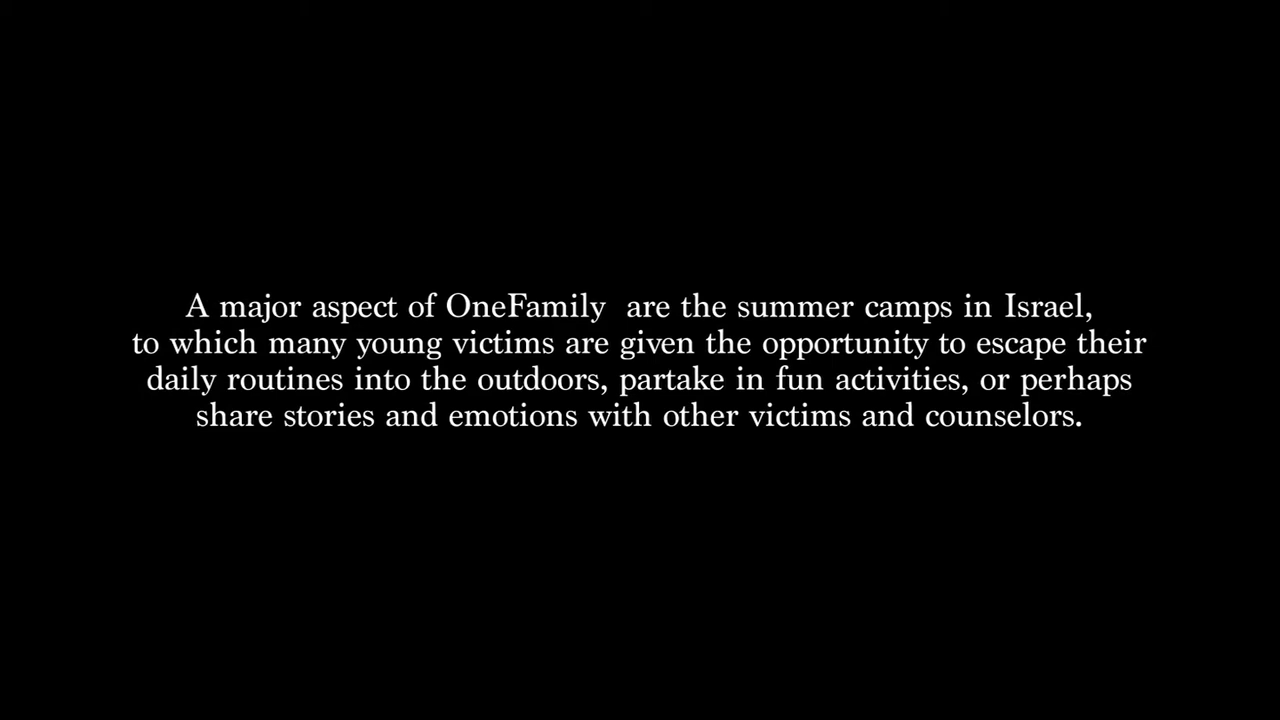 A major aspect of OneFamily  are the summer camps in Israel,
to which many young victims are given the opportunity to escape their
daily routines into the outdoors, partake in fun activities, or perhaps
share stories and emotions with other victims and counselors.